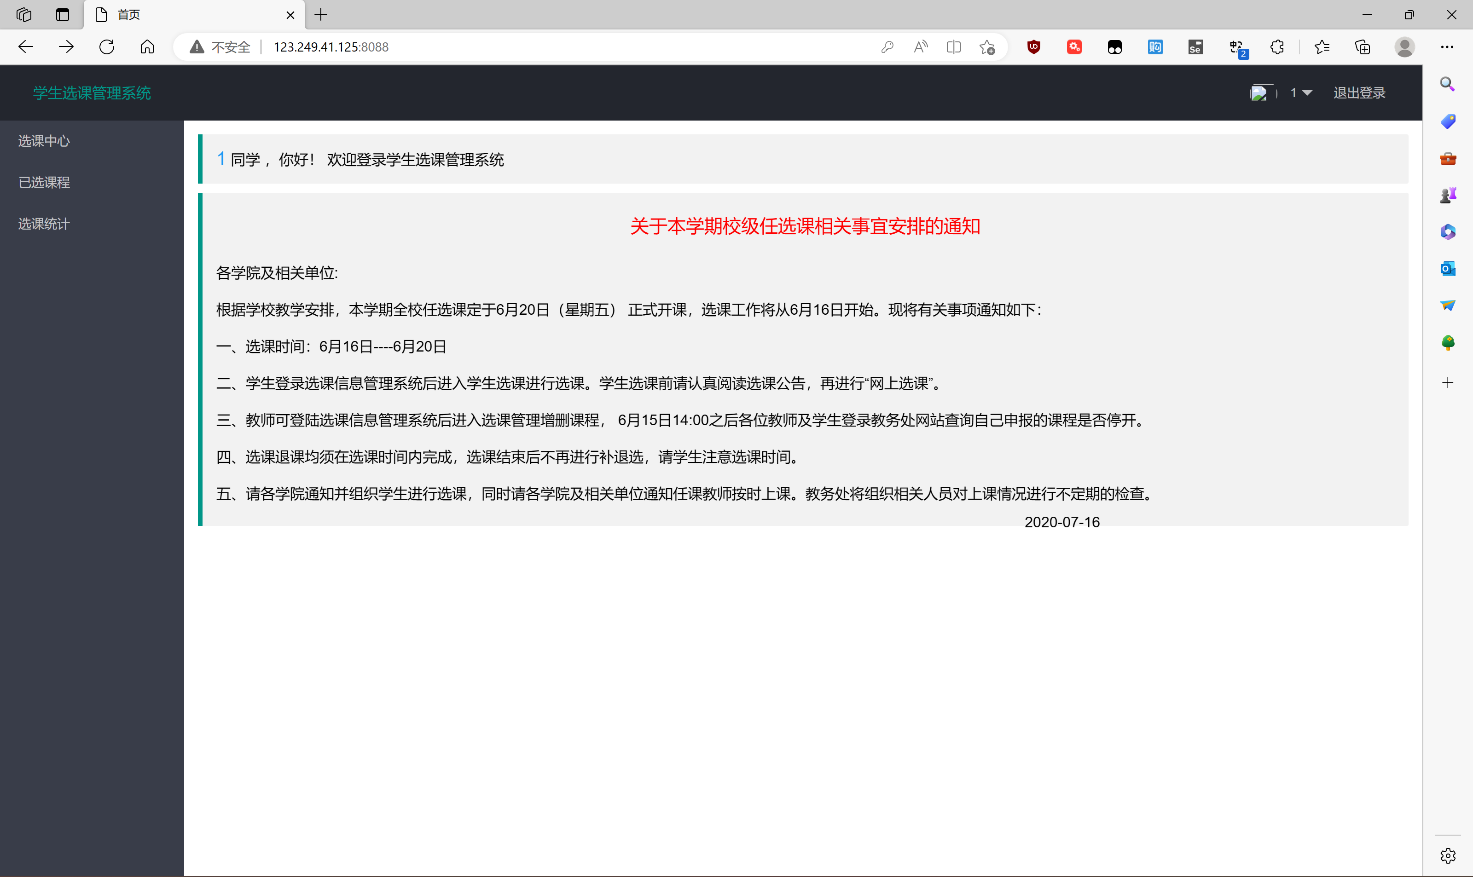 首页
不安全
123.249.41.125:8088
2
学生选课管理系统
1
退出登录
选课中心
已选课程
选课统计
1 同学 ，你好！ 欢迎登录学生选课管理系统
关于本学期校级任选课相关事宜安排的通知
各学院及相关单位:
根据学校教学安排，本学期全校任选课定于6月20日（星期五） 正式开课，选课工作将从6月16日开始。现将有关事项通知如下：
一、选课时间：6月16日----6月20日
二、学生登录选课信息管理系统后进入学生选课进行选课。学生选课前请认真阅读选课公告，再进行“网上选课”。
三、教师可登陆选课信息管理系统后进入选课管理增删课程， 6月15日14:00之后各位教师及学生登录教务处网站查询自己申报的课程是否停开。
四、选课退课均须在选课时间内完成，选课结束后不再进行补退选，请学生注意选课时间。
五、请各学院通知并组织学生进行选课，同时请各学院及相关单位通知任课教师按时上课。教务处将组织相关人员对上课情况进行不定期的检查。
2020-07-16